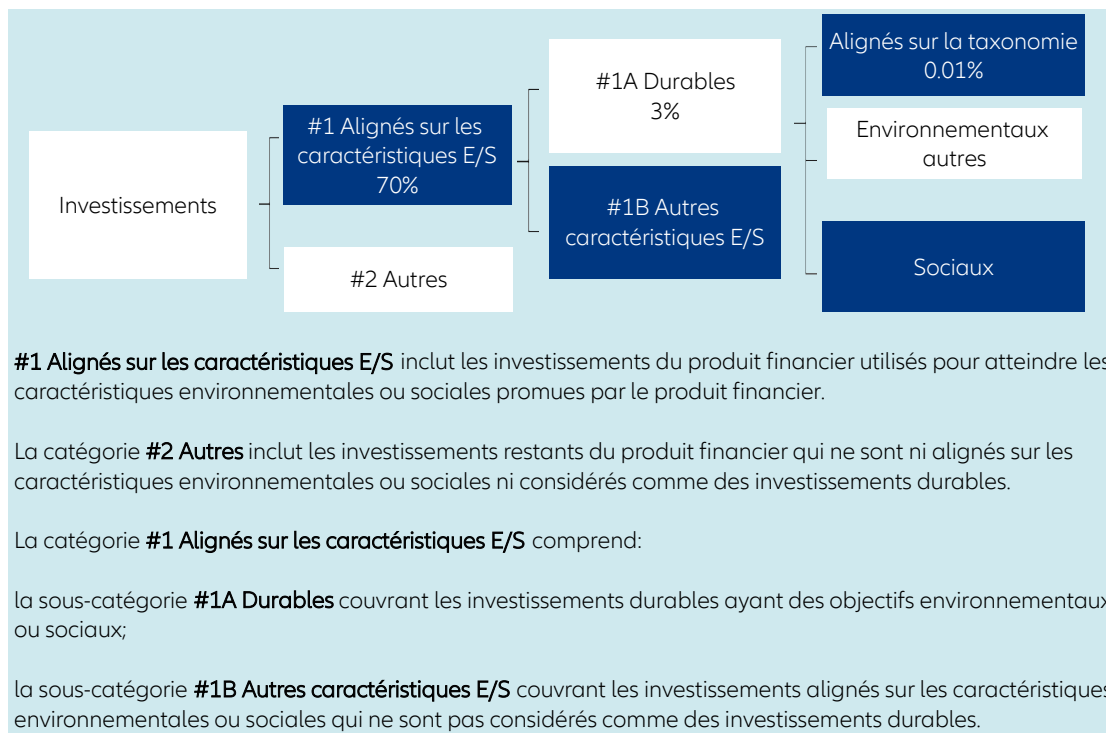 Investissements
#1 Alignés sur les
caractéristiques E/S
70%
#2 Autres
#1A Durables
3%
#1B Autres
caractéristiques E/S
Alignés sur la taxonomie
0.01%
Environnementaux
autres
Sociaux
#1 Alignés sur les caractéristiques E/S inclut les investissements du produit financier utilisés pour atteindre les
caractéristiques environnementales ou sociales promues par le produit financier.
La catégorie #2 Autres inclut les investissements restants du produit financier qui ne sont ni alignés sur les
caractéristiques environnementales ou sociales ni considérés comme des investissements durables.
La catégorie #1 Alignés sur les caractéristiques E/S comprend:
la sous-catégorie #1A Durables couvrant les investissements durables ayant des objectifs environnementaux
ou sociaux;
la sous-catégorie #1B Autres caractéristiques E/S couvrant les investissements alignés sur les caractéristiques
environnementales ou sociales qui ne sont pas considérés comme des investissements durables.